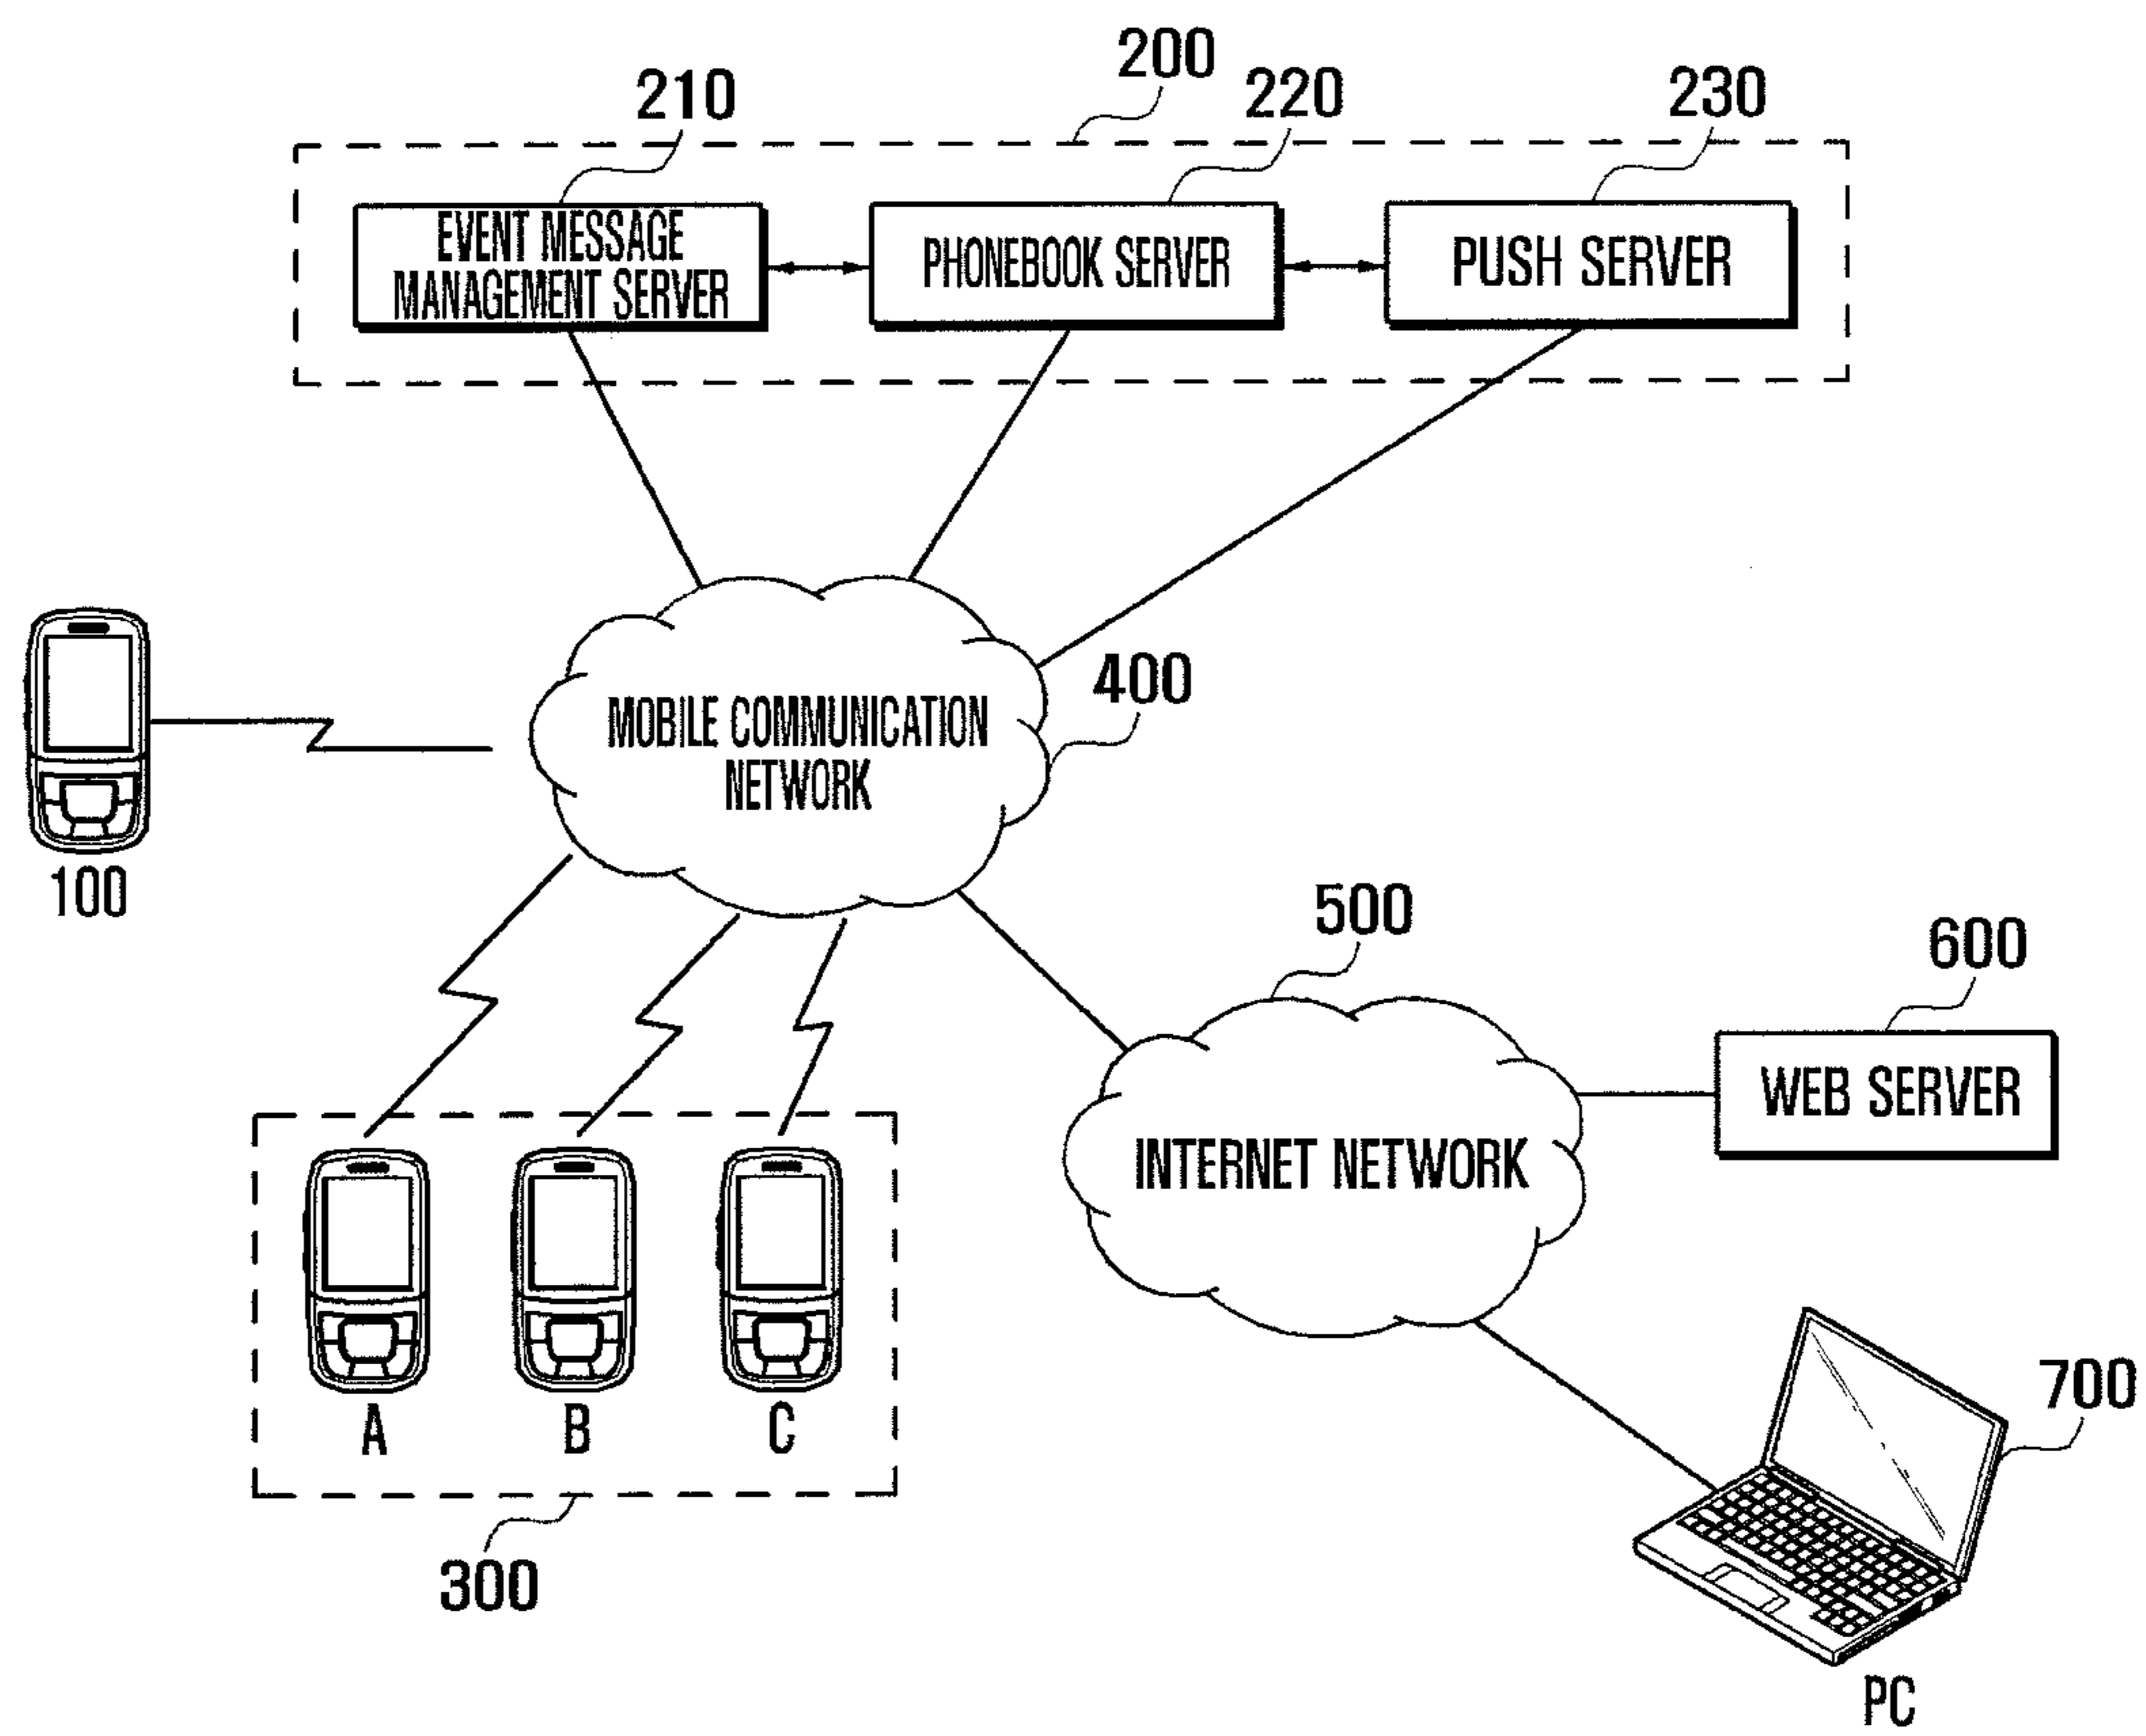 200
210
220
230
EVENT MESSAGE
MANAGEMENT SERVER
PHONEBOOK SERVER
PUSH SERVER
400
MOBILE COMMUNICATION
NETWORK
100
500
600
WEB SERVER
INTERNET NETWORK
A
B
C
300
700
PC